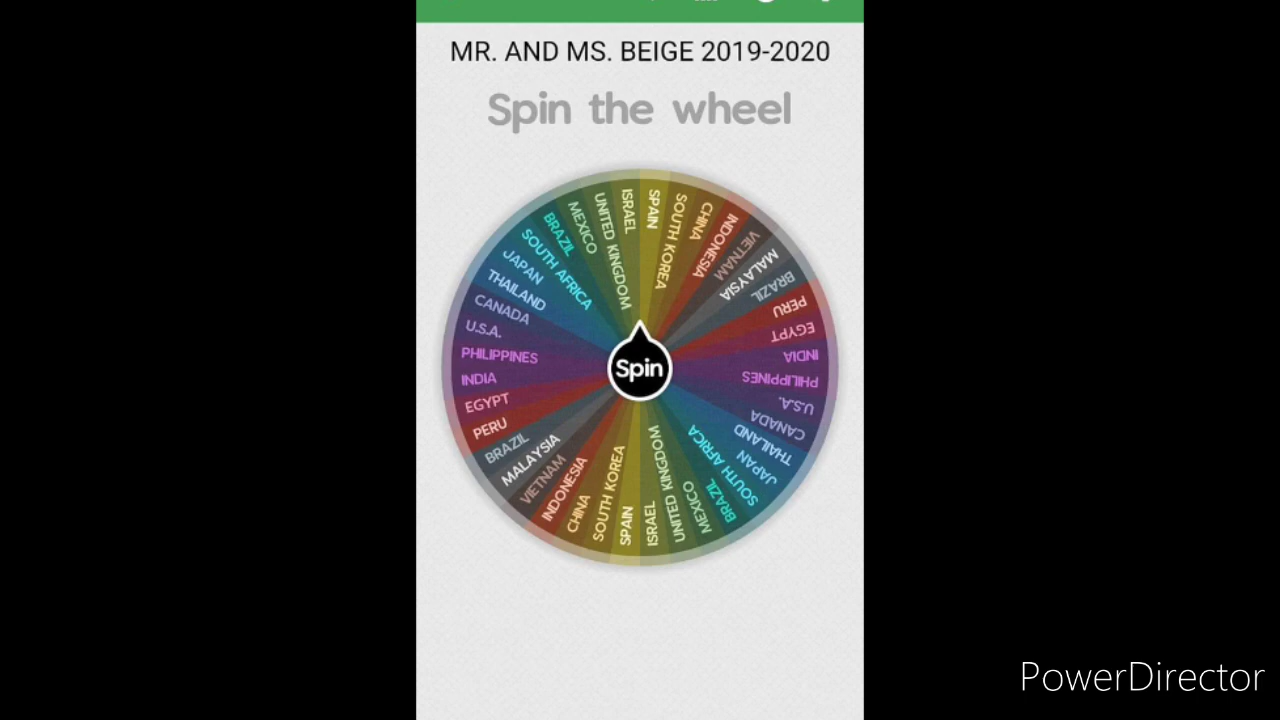 MR. AND MS. BEIGE 2019-2020
Spin the wheel
SPAIN
SOUTH KOREA
CHINA
INDONESIA
VIETNAM
MALAYSIA
BRAZIL
PERU
EGYPT
INDIA
PHILIPPINES
U.S.A.
CANADA
THAILAND
JAPAN
SOUTH AFRICA
BRAZIL
MEXICO
UNITED KINGDOM
ISRAEL
SPAIN
SOUTH KOREA
CHINA
INDONESIA
VIETNAM
MALAYSIA
BRAZIL
PERU
EGYPT
INDIA
PHILIPPINES
U.S.A.
CANADA
THAILAND
JAPAN
SOUTH AFRICA
BRAZIL
MEXICO
UNITED KINGDOM
ISRAEL
Spin
PowerDirector